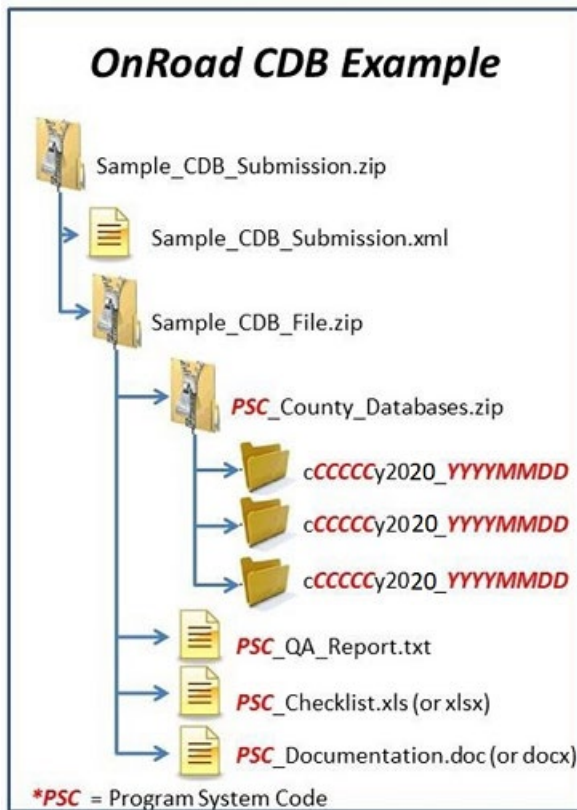 OnRoad CDB Example
Sample_CDB_Submission.zip
Sample_CDB_Submission.xml
Sample_CDB_File.zip
PSC_County_Databases.zip
cCCCCCy2020_YYYYMMDD
cCCCCCy2020_YYYYMMDD
cCCCCCy2020_YYYYMMDD
PSC_QA_Report.txt
PSC_Checklist.xls (or xlsx)
PSC_Documentation.doc (or docx)
*PSC = Program System Code